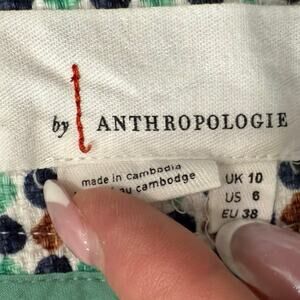 by ANTHROPOLOGIE
made in cambodia
au cambodge
UK 10
US 6
EU 38